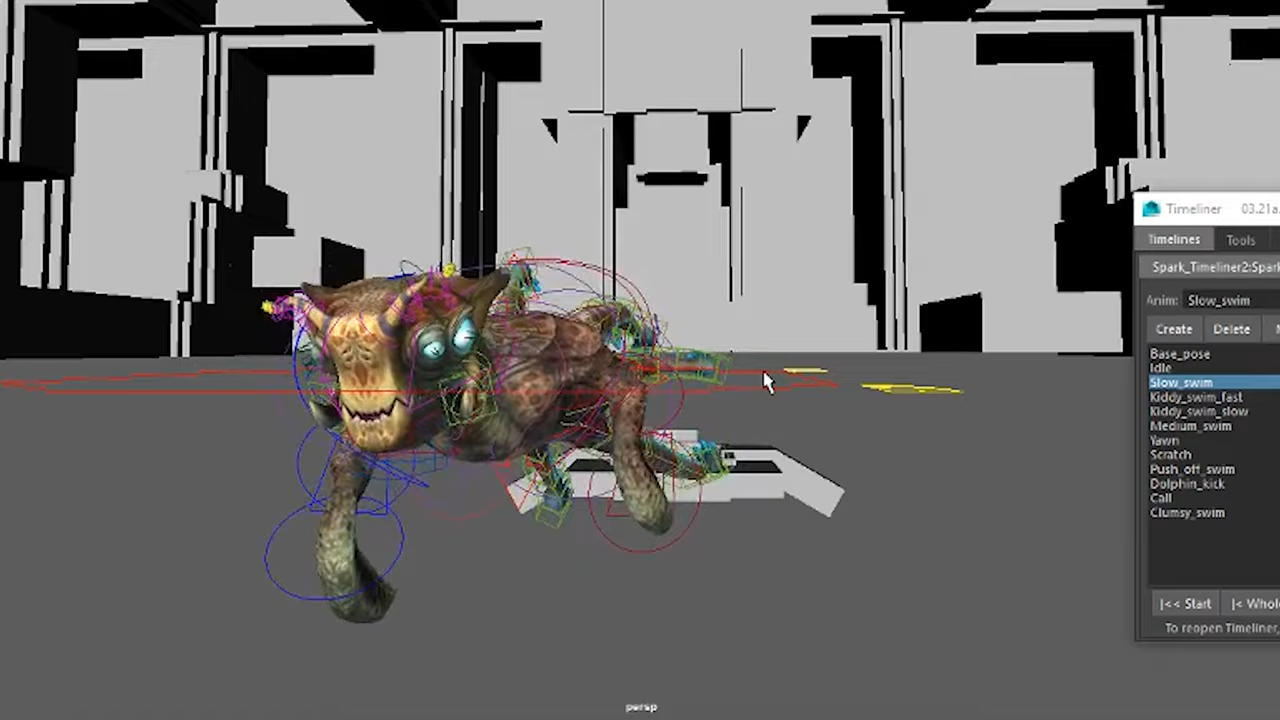 Timeliner 03.21a.
Timelines Tools
Spark_Timeliner2:Spark
Anim: Slow_swim
Create Delete
Base_pose
Idle
Slow_swim
Kiddy_swim_fast
Kiddy_swim_slow
Medium_swim
Yawn
Scratch
Push_off_swim
Dolphin_kick
Call
Clumsy_swim
|<< Start |< Whole
To reopen Timeliner,
persp